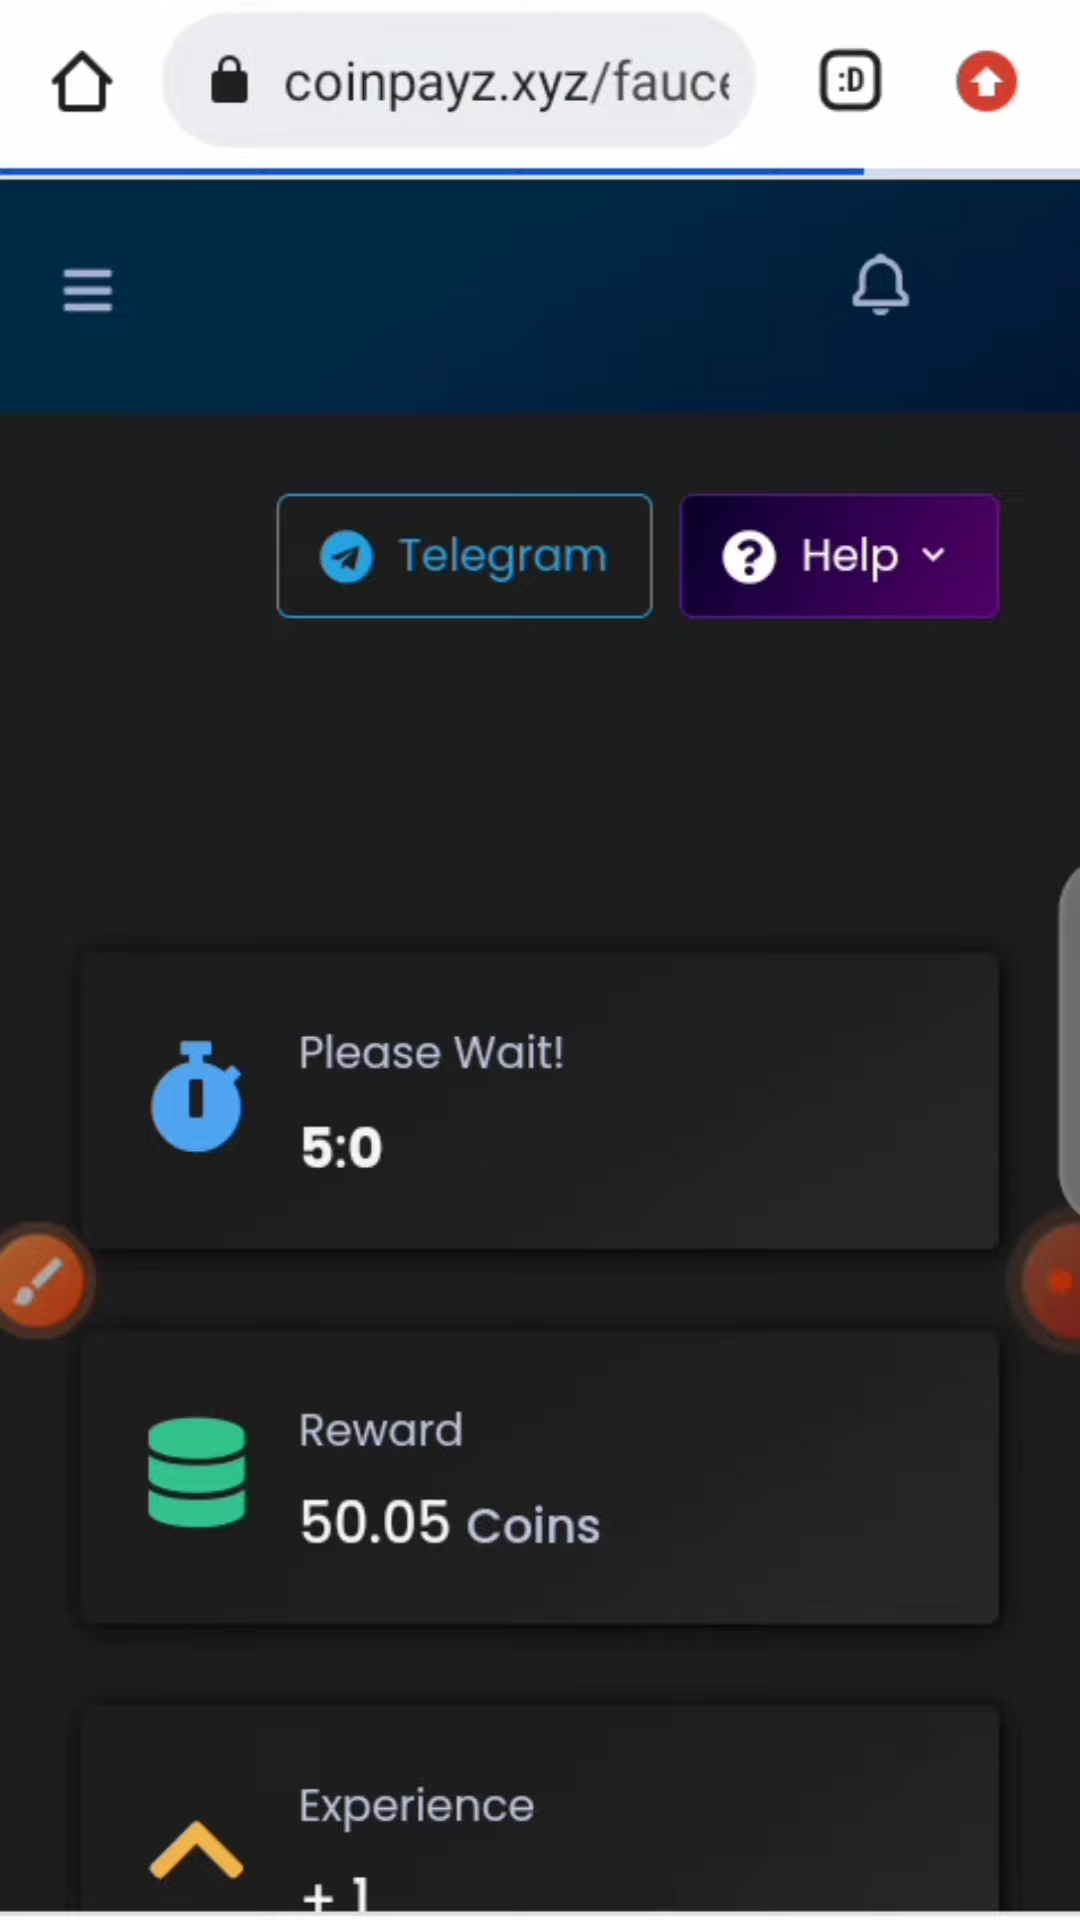 coinpayz.xyz/fauce
:D
Telegram
Help
Please Wait!
5:0
Reward
50.05 Coins
Experience
+ 1